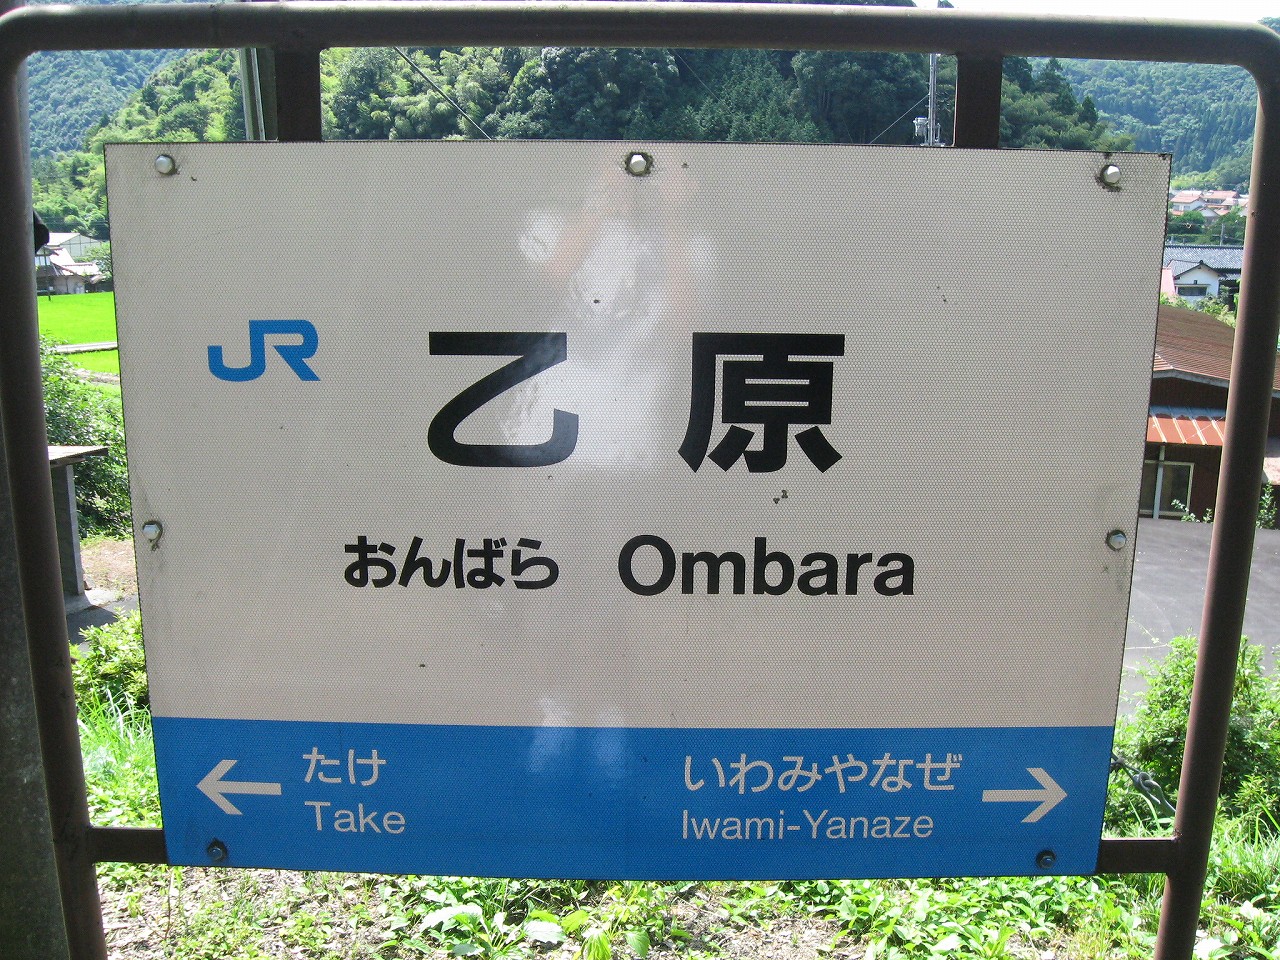 JR 乙原
おんばら Ombara
← たけ
Take
いわみやなぜ →
Iwami-Yanaze